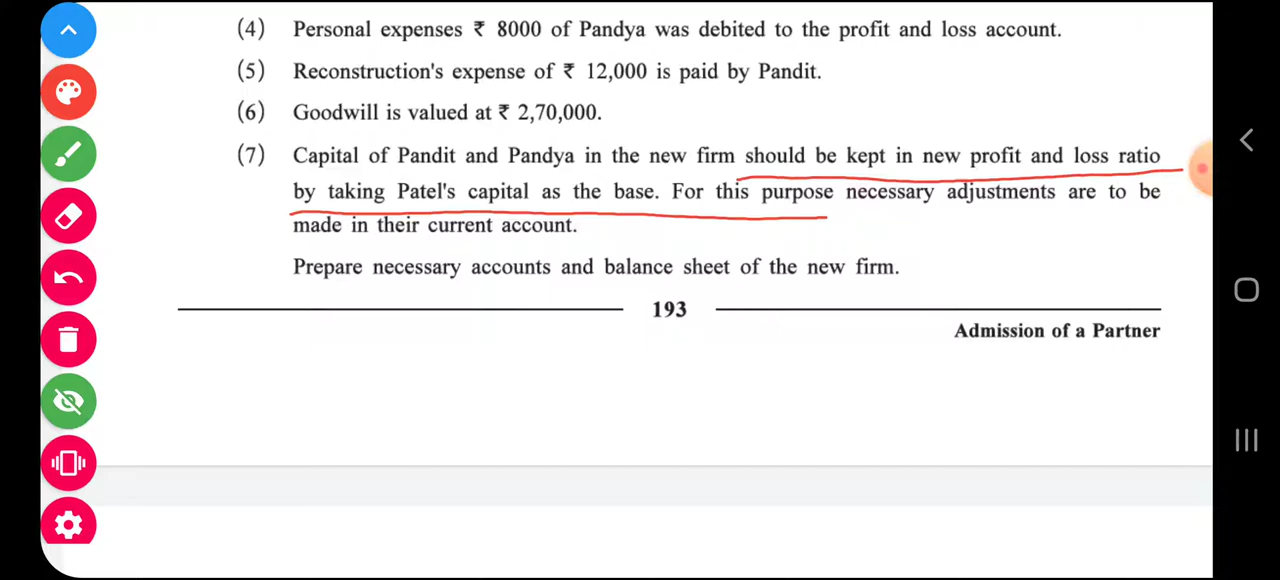 (4) Personal expenses ₹ 8000 of Pandya was debited to the profit and loss account.
(5) Reconstruction's expense of ₹ 12,000 is paid by Pandit.
(6) Goodwill is valued at ₹ 2,70,000.
(7) Capital of Pandit and Pandya in the new firm should be kept in new profit and loss ratio
by taking Patel's capital as the base. For this purpose necessary adjustments are to be
made in their current account.
Prepare necessary accounts and balance sheet of the new firm.
193
Admission of a Partner